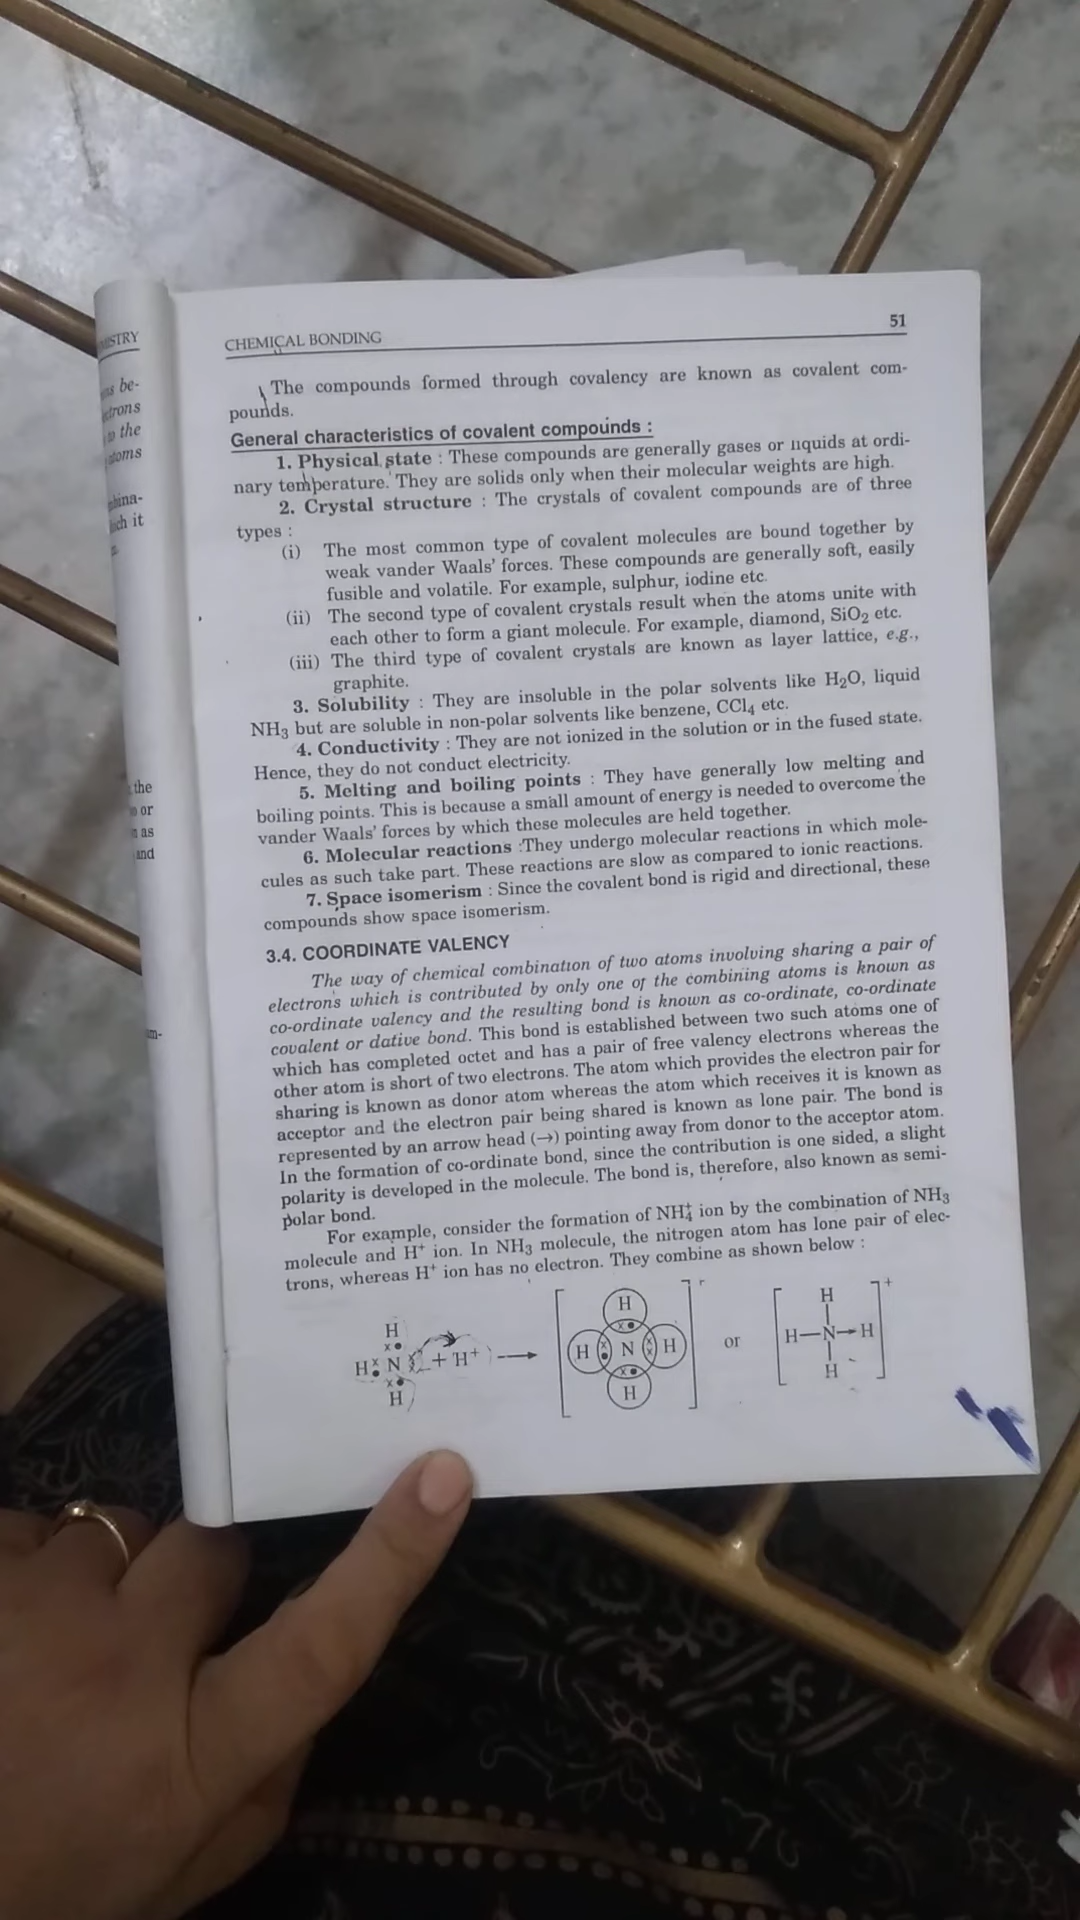 MISTRY
ns be-
ctrons
to the
atoms
mbina-
hich it
the
o or
n as
and
um-
CHEMICAL BONDING 51
The compounds formed through covalency are known as covalent com-
pounds.
General characteristics of covalent compounds :
1. Physical state : These compounds are generally gases or liquids at ordi-
nary temperature. They are solids only when their molecular weights are high.
2. Crystal structure : The crystals of covalent compounds are of three
types :
(i) The most common type of covalent molecules are bound together by
weak vander Waals' forces. These compounds are generally soft, easily
fusible and volatile. For example, sulphur, iodine etc.
(ii) The second type of covalent crystals result when the atoms unite with
each other to form a giant molecule. For example, diamond, SiO₂ etc.
(iii) The third type of covalent crystals are known as layer lattice, e.g.,
graphite.
3. Solubility : They are insoluble in the polar solvents like H₂O, liquid
NH₃ but are soluble in non-polar solvents like benzene, CCl₄ etc.
4. Conductivity : They are not ionized in the solution or in the fused state.
Hence, they do not conduct electricity.
5. Melting and boiling points : They have generally low melting and
boiling points. This is because a small amount of energy is needed to overcome the
vander Waals' forces by which these molecules are held together.
6. Molecular reactions :They undergo molecular reactions in which mole-
cules as such take part. These reactions are slow as compared to ionic reactions.
7. Space isomerism : Since the covalent bond is rigid and directional, these
compounds show space isomerism.
3.4. COORDINATE VALENCY
The way of chemical combination of two atoms involving sharing a pair of
electrons which is contributed by only one of the combining atoms is known as
co-ordinate valency and the resulting bond is known as co-ordinate, co-ordinate
covalent or dative bond. This bond is established between two such atoms one of
which has completed octet and has a pair of free valency electrons whereas the
other atom is short of two electrons. The atom which provides the electron pair for
sharing is known as donor atom whereas the atom which receives it is known as
acceptor and the electron pair being shared is known as lone pair. The bond is
represented by an arrow head (→) pointing away from donor to the acceptor atom.
In the formation of co-ordinate bond, since the contribution is one sided, a slight
polarity is developed in the molecule. The bond is, therefore, also known as semi-
polar bond.
For example, consider the formation of NH₄⁺ ion by the combination of NH₃
molecule and H⁺ ion. In NH₃ molecule, the nitrogen atom has lone pair of elec-
trons, whereas H⁺ ion has no electron. They combine as shown below :
H H H +
H N + H⁺ → H N H or H—N→H
H H H